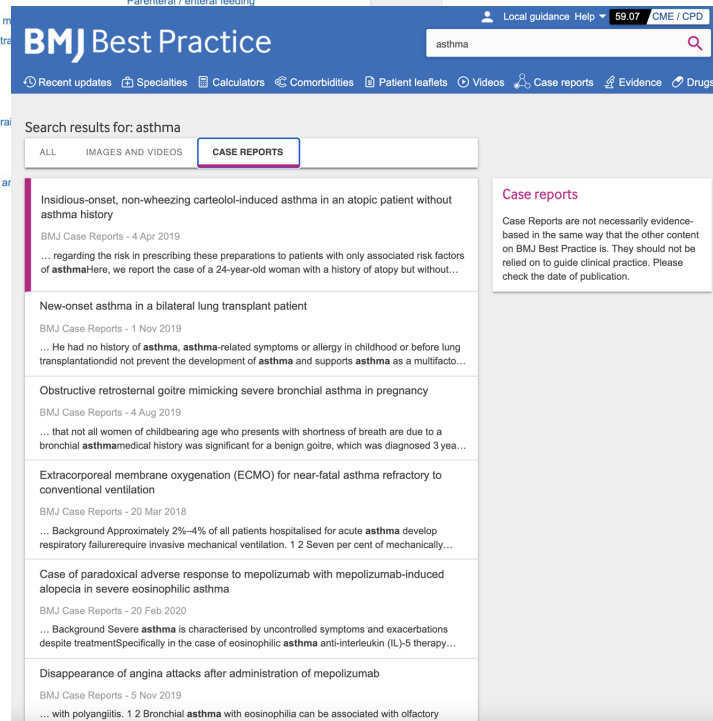 Parenteral / enteral feeding
m
tra
rai
ar
Local guidance Help 59.07 CME / CPD
BMJ Best Practice
asthma
Recent updates Specialties Calculators Comorbidities Patient leaflets Videos Case reports Evidence Drugs
Search results for: asthma
ALL IMAGES AND VIDEOS CASE REPORTS
Insidious-onset, non-wheezing carteolol-induced asthma in an atopic patient without
asthma history
BMJ Case Reports - 4 Apr 2019
… regarding the risk in prescribing these preparations to patients with only associated risk factors
of asthmaHere, we report the case of a 24-year-old woman with a history of atopy but without…
New-onset asthma in a bilateral lung transplant patient
BMJ Case Reports - 1 Nov 2019
… He had no history of asthma, asthma-related symptoms or allergy in childhood or before lung
transplantationdid not prevent the development of asthma and supports asthma as a multifacto…
Obstructive retrosternal goitre mimicking severe bronchial asthma in pregnancy
BMJ Case Reports - 4 Aug 2019
… that not all women of childbearing age who presents with shortness of breath are due to a
bronchial asthmamedical history was significant for a benign goitre, which was diagnosed 3 yea…
Extracorporeal membrane oxygenation (ECMO) for near-fatal asthma refractory to
conventional ventilation
BMJ Case Reports - 20 Mar 2018
… Background Approximately 2%–4% of all patients hospitalised for acute asthma develop
respiratory failurerequire invasive mechanical ventilation. 1 2 Seven per cent of mechanically…
Case of paradoxical adverse response to mepolizumab with mepolizumab-induced
alopecia in severe eosinophilic asthma
BMJ Case Reports - 20 Feb 2020
… Background Severe asthma is characterised by uncontrolled symptoms and exacerbations
despite treatmentSpecifically in the case of eosinophilic asthma anti-interleukin (IL)-5 therapy…
Disappearance of angina attacks after administration of mepolizumab
BMJ Case Reports - 5 Nov 2019
… with polyangiitis. 1 2 Bronchial asthma with eosinophilia can be associated with olfactory
Case reports
Case Reports are not necessarily evidence-
based in the same way that the other content
on BMJ Best Practice is. They should not be
relied on to guide clinical practice. Please
check the date of publication.